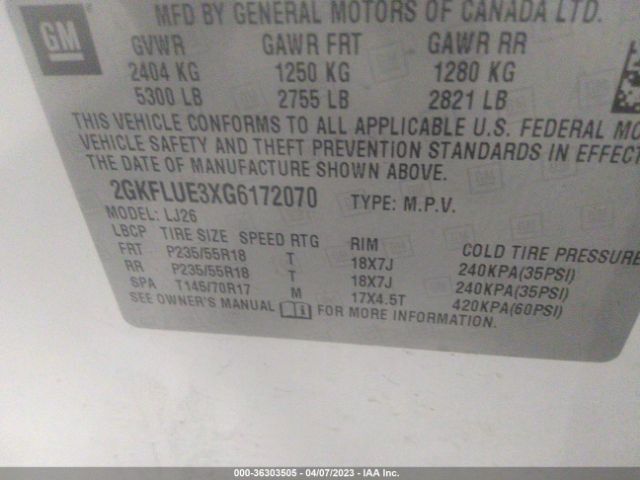 GM
MFD BY GENERAL MOTORS OF CANADA LTD.
GVWR GAWR FRT GAWR RR
2404 KG 1250 KG 1280 KG
5300 LB 2755 LB 2821 LB
THIS VEHICLE CONFORMS TO ALL APPLICABLE U.S. FEDERAL MO
VEHICLE SAFETY AND THEFT PREVENTION STANDARDS IN EFFECT
THE DATE OF MANUFACTURE SHOWN ABOVE.
2GKFLUE3XG6172070 TYPE: M.P.V.
MODEL: LJ26
LBCP TIRE SIZE SPEED RTG RIM COLD TIRE PRESSURE
FRT P235/55R18 T 18X7J 240KPA(35PSI)
RR P235/55R18 T 18X7J 240KPA(35PSI)
SPA T145/70R17 M 17X4.5T 420KPA(60PSI)
SEE OWNER'S MANUAL FOR MORE INFORMATION.
000-36303505 - 04/07/2023 - IAA Inc.